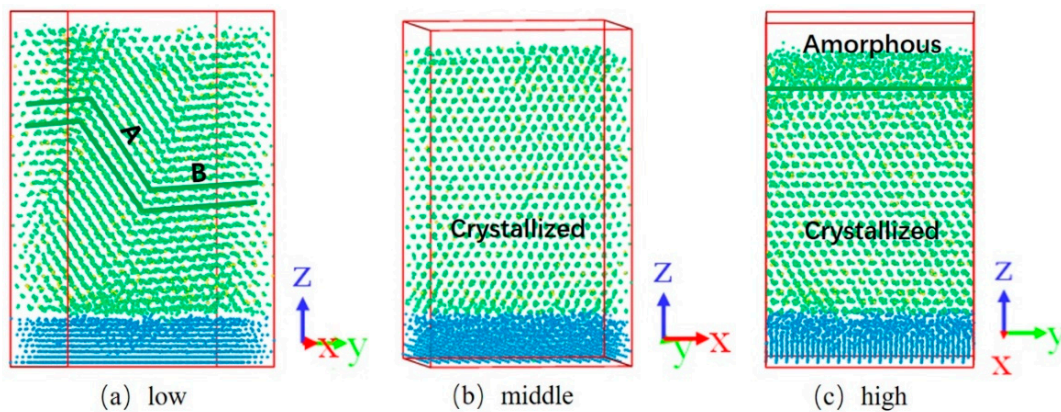 Amorphous
A
B
Crystallized
Crystallized
Z
X
y
Z
y
X
Z
y
X
(a) low
(b) middle
(c) high